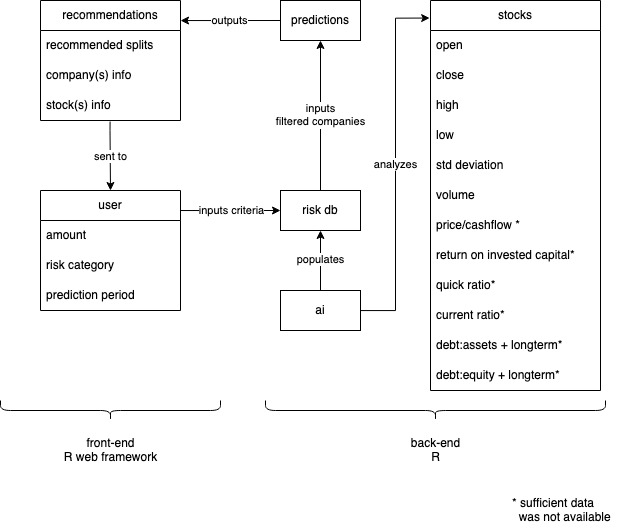 recommendations
recommended splits
company(s) info
stock(s) info
outputs
predictions
stocks
open
close
high
low
std deviation
volume
price/cashflow *
return on invested capital*
quick ratio*
current ratio*
debt:assets + longterm*
debt:equity + longterm*
inputs
filtered companies
analyzes
sent to
user
amount
risk category
prediction period
inputs criteria
risk db
populates
ai
front-end
R web framework
back-end
R
* sufficient data
was not available